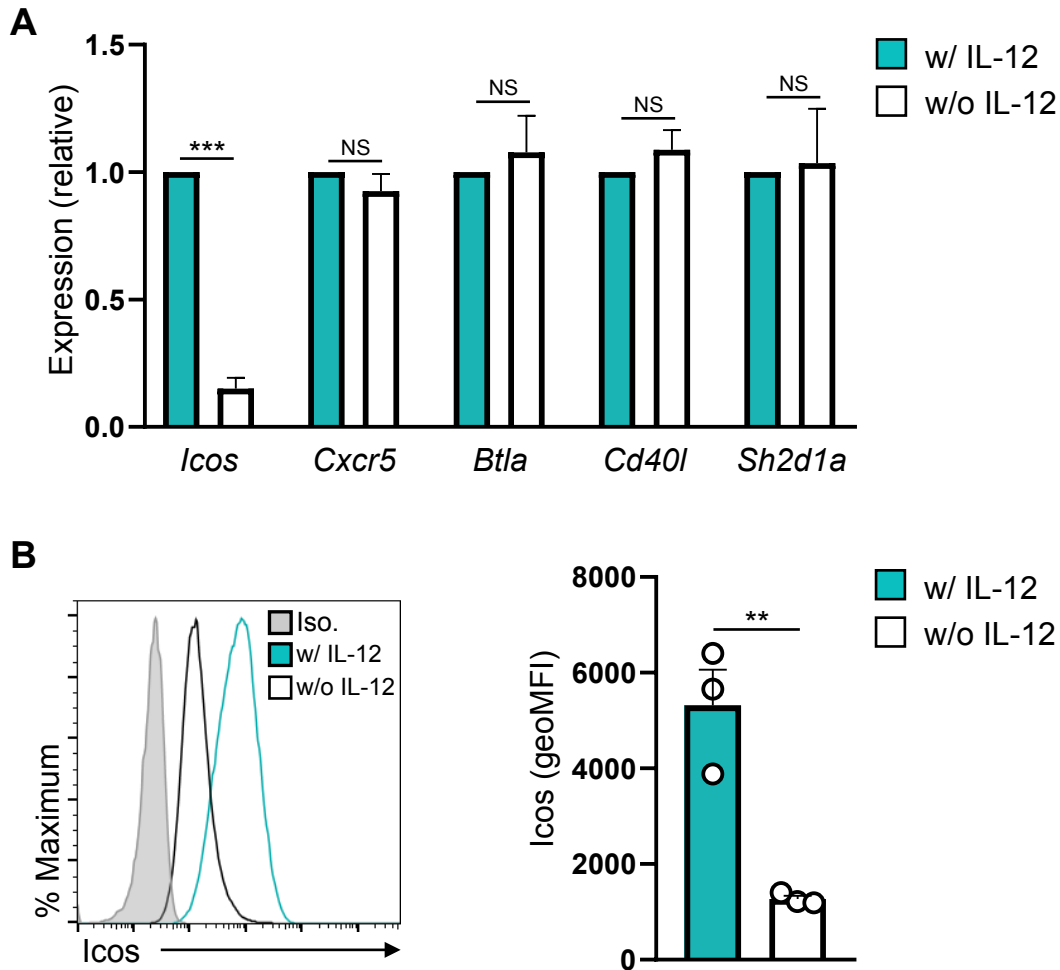 A
1.5
1.0
0.5
0.0
Expression (relative)
*** NS NS NS NS
Icos Cxcr5 Btla Cd40l Sh2d1a
w/ IL-12
w/o IL-12
B
% Maximum
Iso.
w/ IL-12
w/o IL-12
Icos
Icos (geoMFI)
8000
6000
4000
2000
0
**
w/ IL-12
w/o IL-12